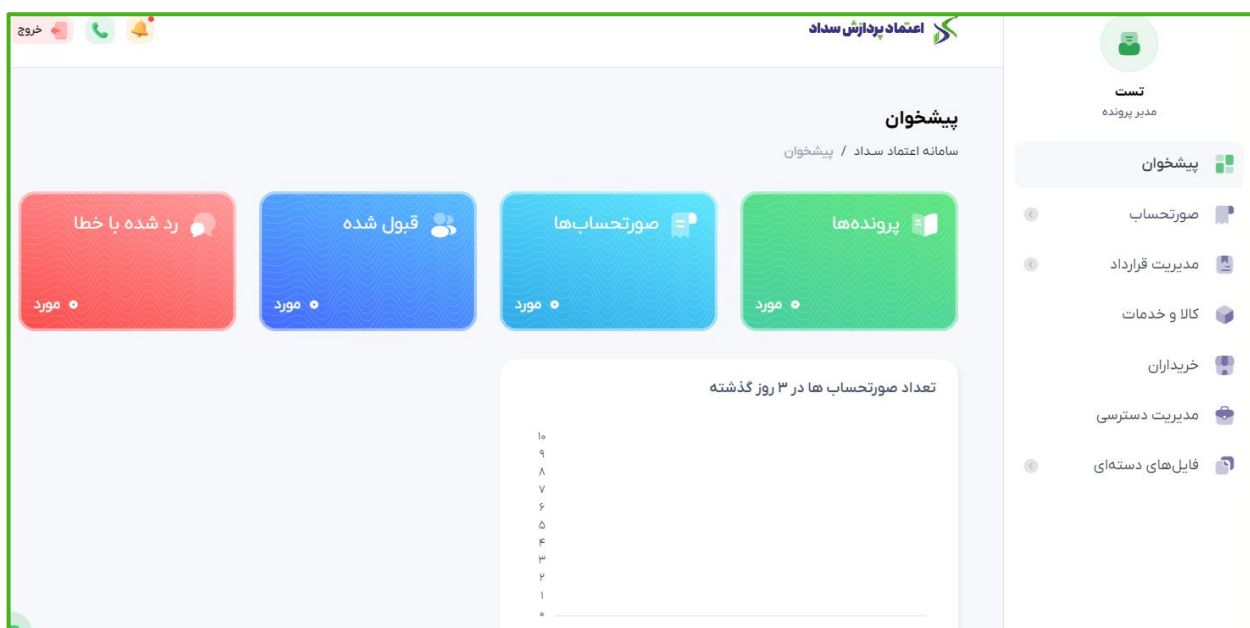 اعتماد پردازش سداد
خروج
تست
مدیر پرونده
پیشخوان
صورتحساب
مدیریت قرارداد
کالا و خدمات
خریداران
مدیریت دسترسی
فایل‌های دسته‌ای
پیشخوان
سامانه اعتماد سداد / پیشخوان
پرونده‌ها
۰ مورد
صورتحساب‌ها
۰ مورد
قبول شده
۰ مورد
رد شده با خطا
۰ مورد
تعداد صورتحساب ها در ۳ روز گذشته
۱۰
۹
۸
۷
۶
۵
۴
۳
۲
۱
۰